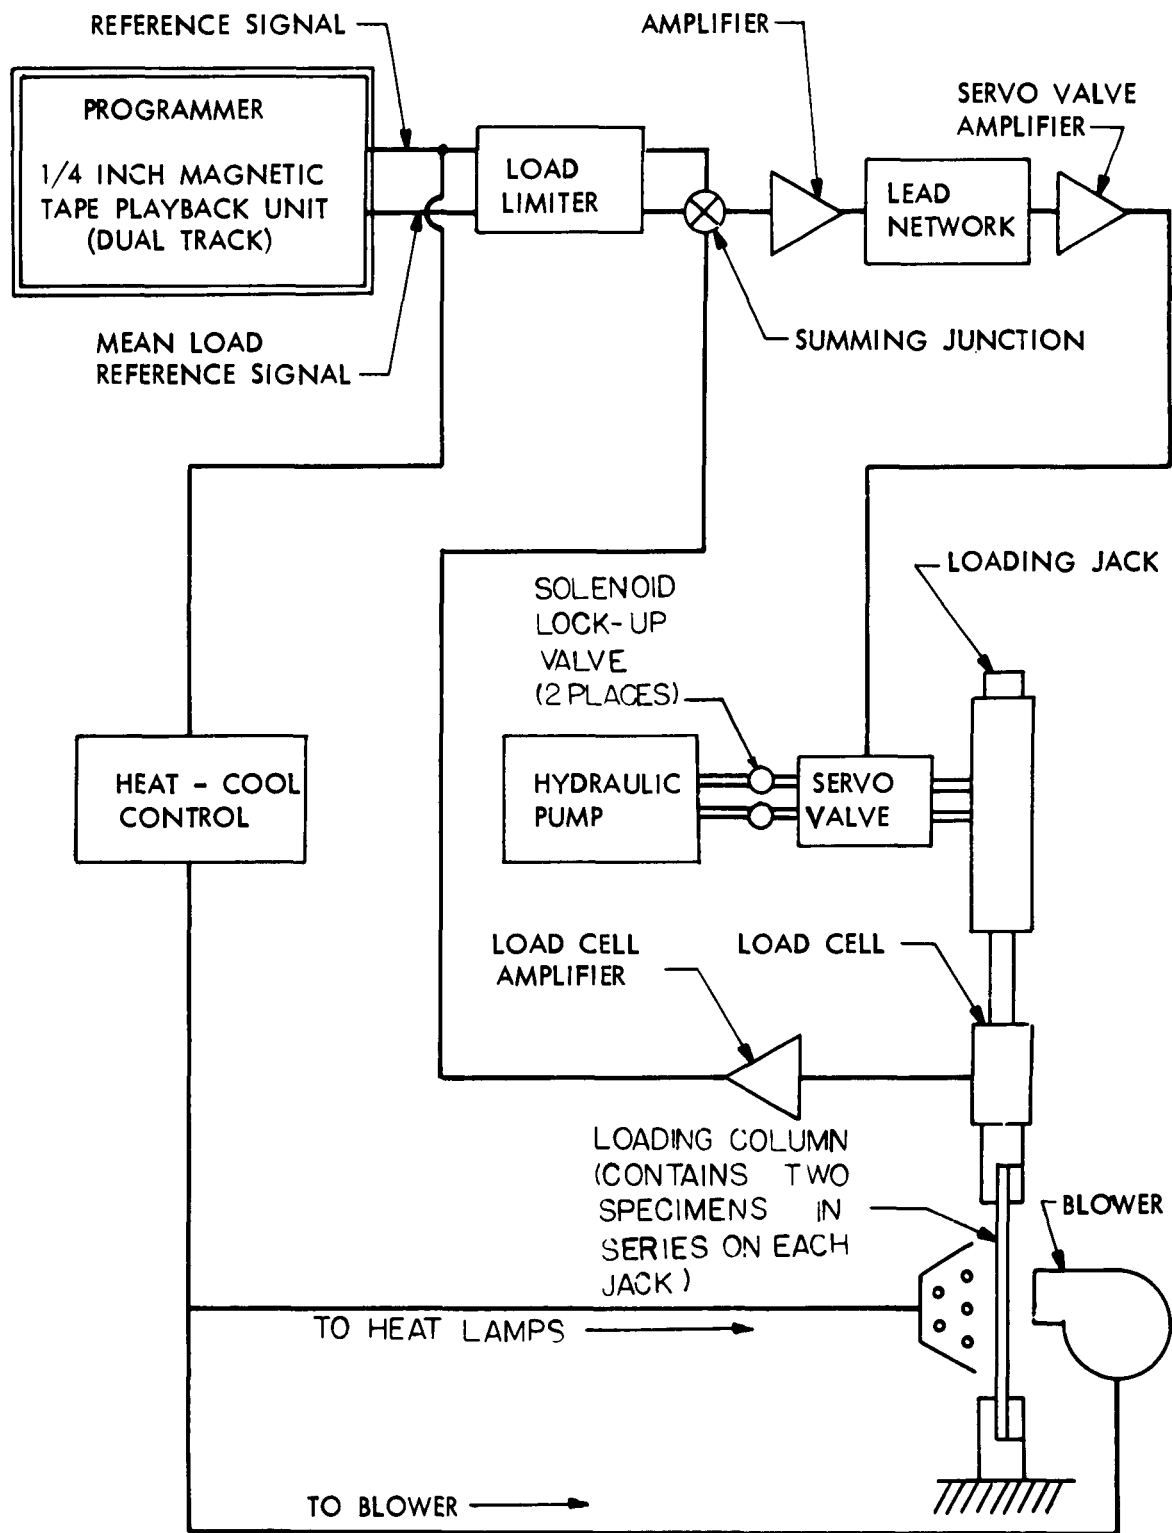 REFERENCE SIGNAL
AMPLIFIER
SERVO VALVE
AMPLIFIER
PROGRAMMER
1/4 INCH MAGNETIC
TAPE PLAYBACK UNIT
(DUAL TRACK)
LOAD
LIMITER
LEAD
NETWORK
MEAN LOAD
REFERENCE SIGNAL
SUMMING JUNCTION
LOADING JACK
SOLENOID
LOCK-UP
VALVE
(2 PLACES)
HEAT - COOL
CONTROL
HYDRAULIC
PUMP
SERVO
VALVE
LOAD CELL
AMPLIFIER
LOAD CELL
LOADING COLUMN
(CONTAINS TWO
SPECIMENS IN
SERIES ON EACH
JACK)
BLOWER
TO HEAT LAMPS
TO BLOWER